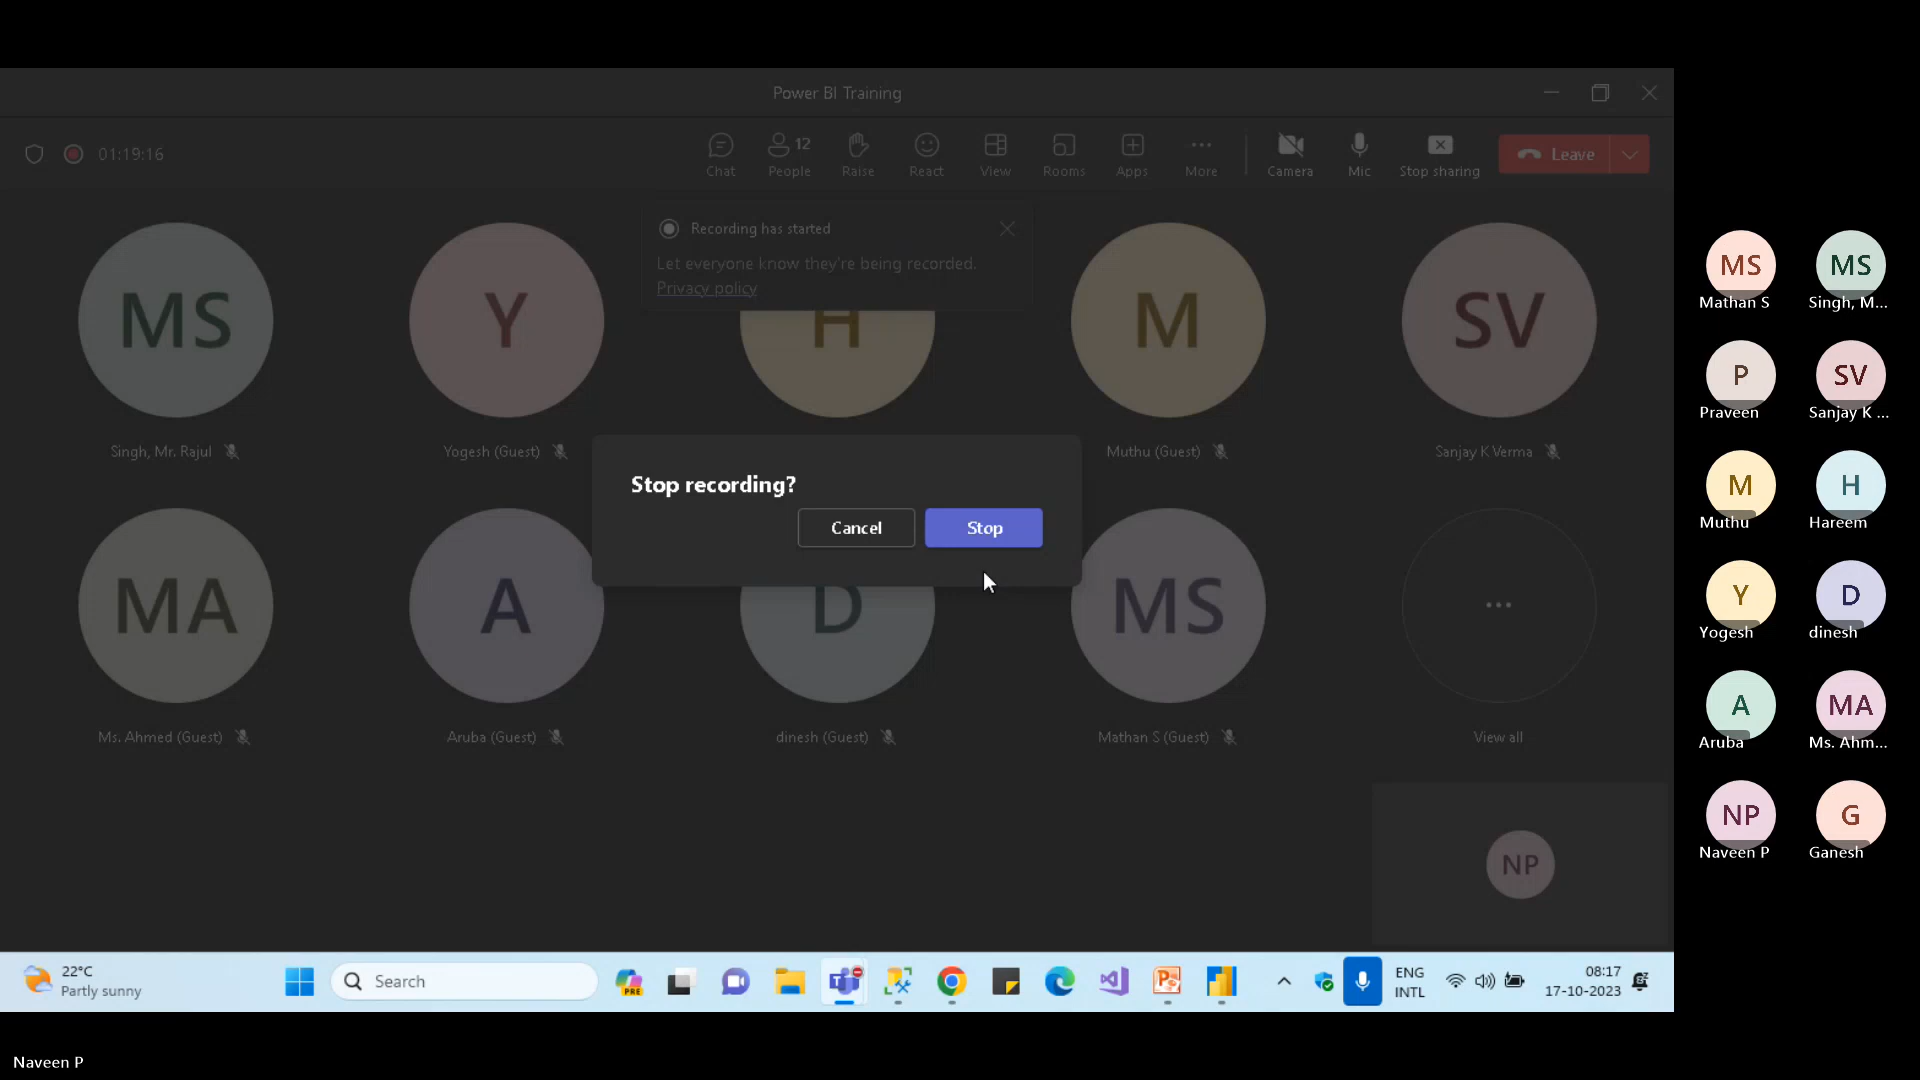 Power BI Training
01:19:16
Chat
People 12
Raise
React
View
Rooms
Apps
More
Camera
Mic
Stop sharing
Leave
Recording has started
Let everyone know they're being recorded.
Privacy policy
MS
Y
H
M
SV
Singh, Mr. Rajul
Yogesh (Guest)
Muthu (Guest)
Sanjay K Verma
Stop recording?
Cancel
Stop
MA
A
D
MS
Ms. Ahmed (Guest)
Aruba (Guest)
dinesh (Guest)
Mathan S (Guest)
View all
NP
MS
Mathan S
MS
Singh, M...
P
Praveen
SV
Sanjay K ...
M
Muthu
H
Hareem
Y
Yogesh
D
dinesh
A
Aruba
MA
Ms. Ahm...
NP
Naveen P
G
Ganesh
22°C
Partly sunny
Search
PRE
ENG
INTL
08:17
17-10-2023
Naveen P